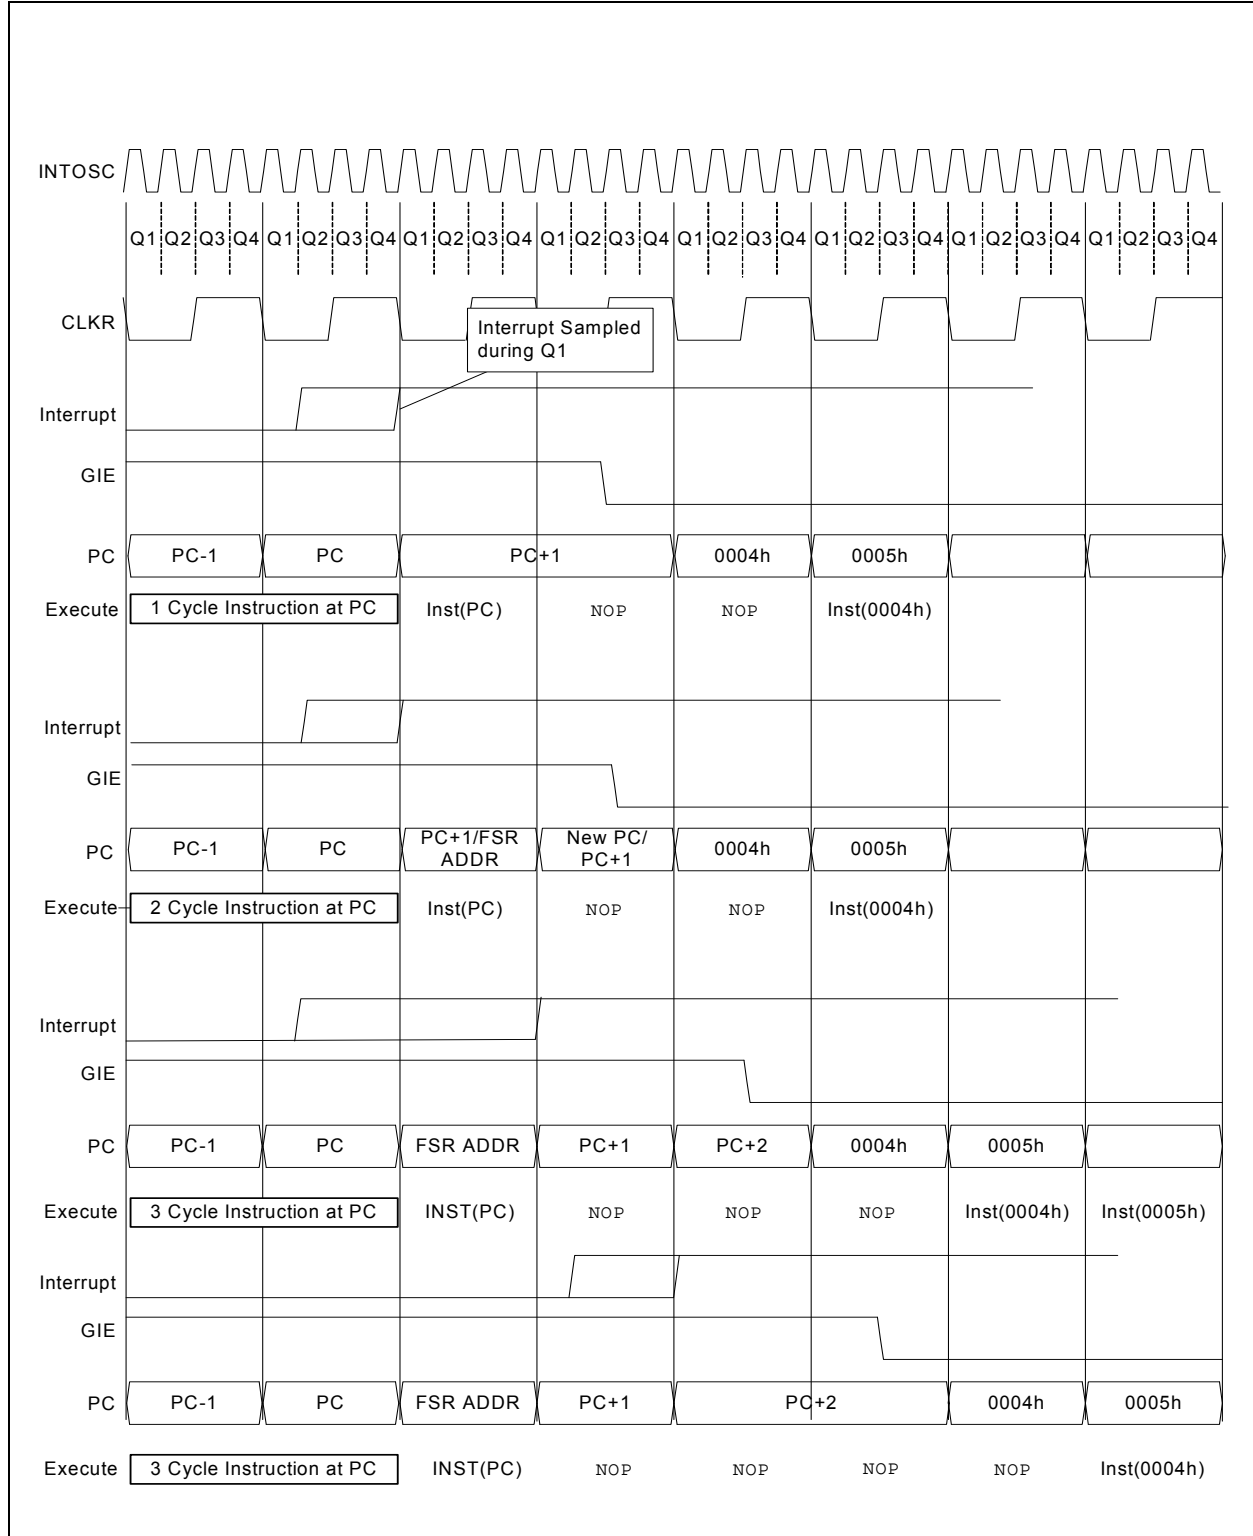 INTOSC
Q1 Q2 Q3 Q4 Q1 Q2 Q3 Q4 Q1 Q2 Q3 Q4 Q1 Q2 Q3 Q4 Q1 Q2 Q3 Q4 Q1 Q2 Q3 Q4 Q1 Q2 Q3 Q4 Q1 Q2 Q3 Q4
CLKR
Interrupt Sampled
during Q1
Interrupt
GIE
PC PC-1 PC PC+1 0004h 0005h
Execute 1 Cycle Instruction at PC Inst(PC) NOP NOP Inst(0004h)
Interrupt
GIE
PC PC-1 PC PC+1/FSR ADDR New PC/ PC+1 0004h 0005h
Execute 2 Cycle Instruction at PC Inst(PC) NOP NOP Inst(0004h)
Interrupt
GIE
PC PC-1 PC FSR ADDR PC+1 PC+2 0004h 0005h
Execute 3 Cycle Instruction at PC INST(PC) NOP NOP NOP Inst(0004h) Inst(0005h)
Interrupt
GIE
PC PC-1 PC FSR ADDR PC+1 PC+2 0004h 0005h
Execute 3 Cycle Instruction at PC INST(PC) NOP NOP NOP NOP Inst(0004h)